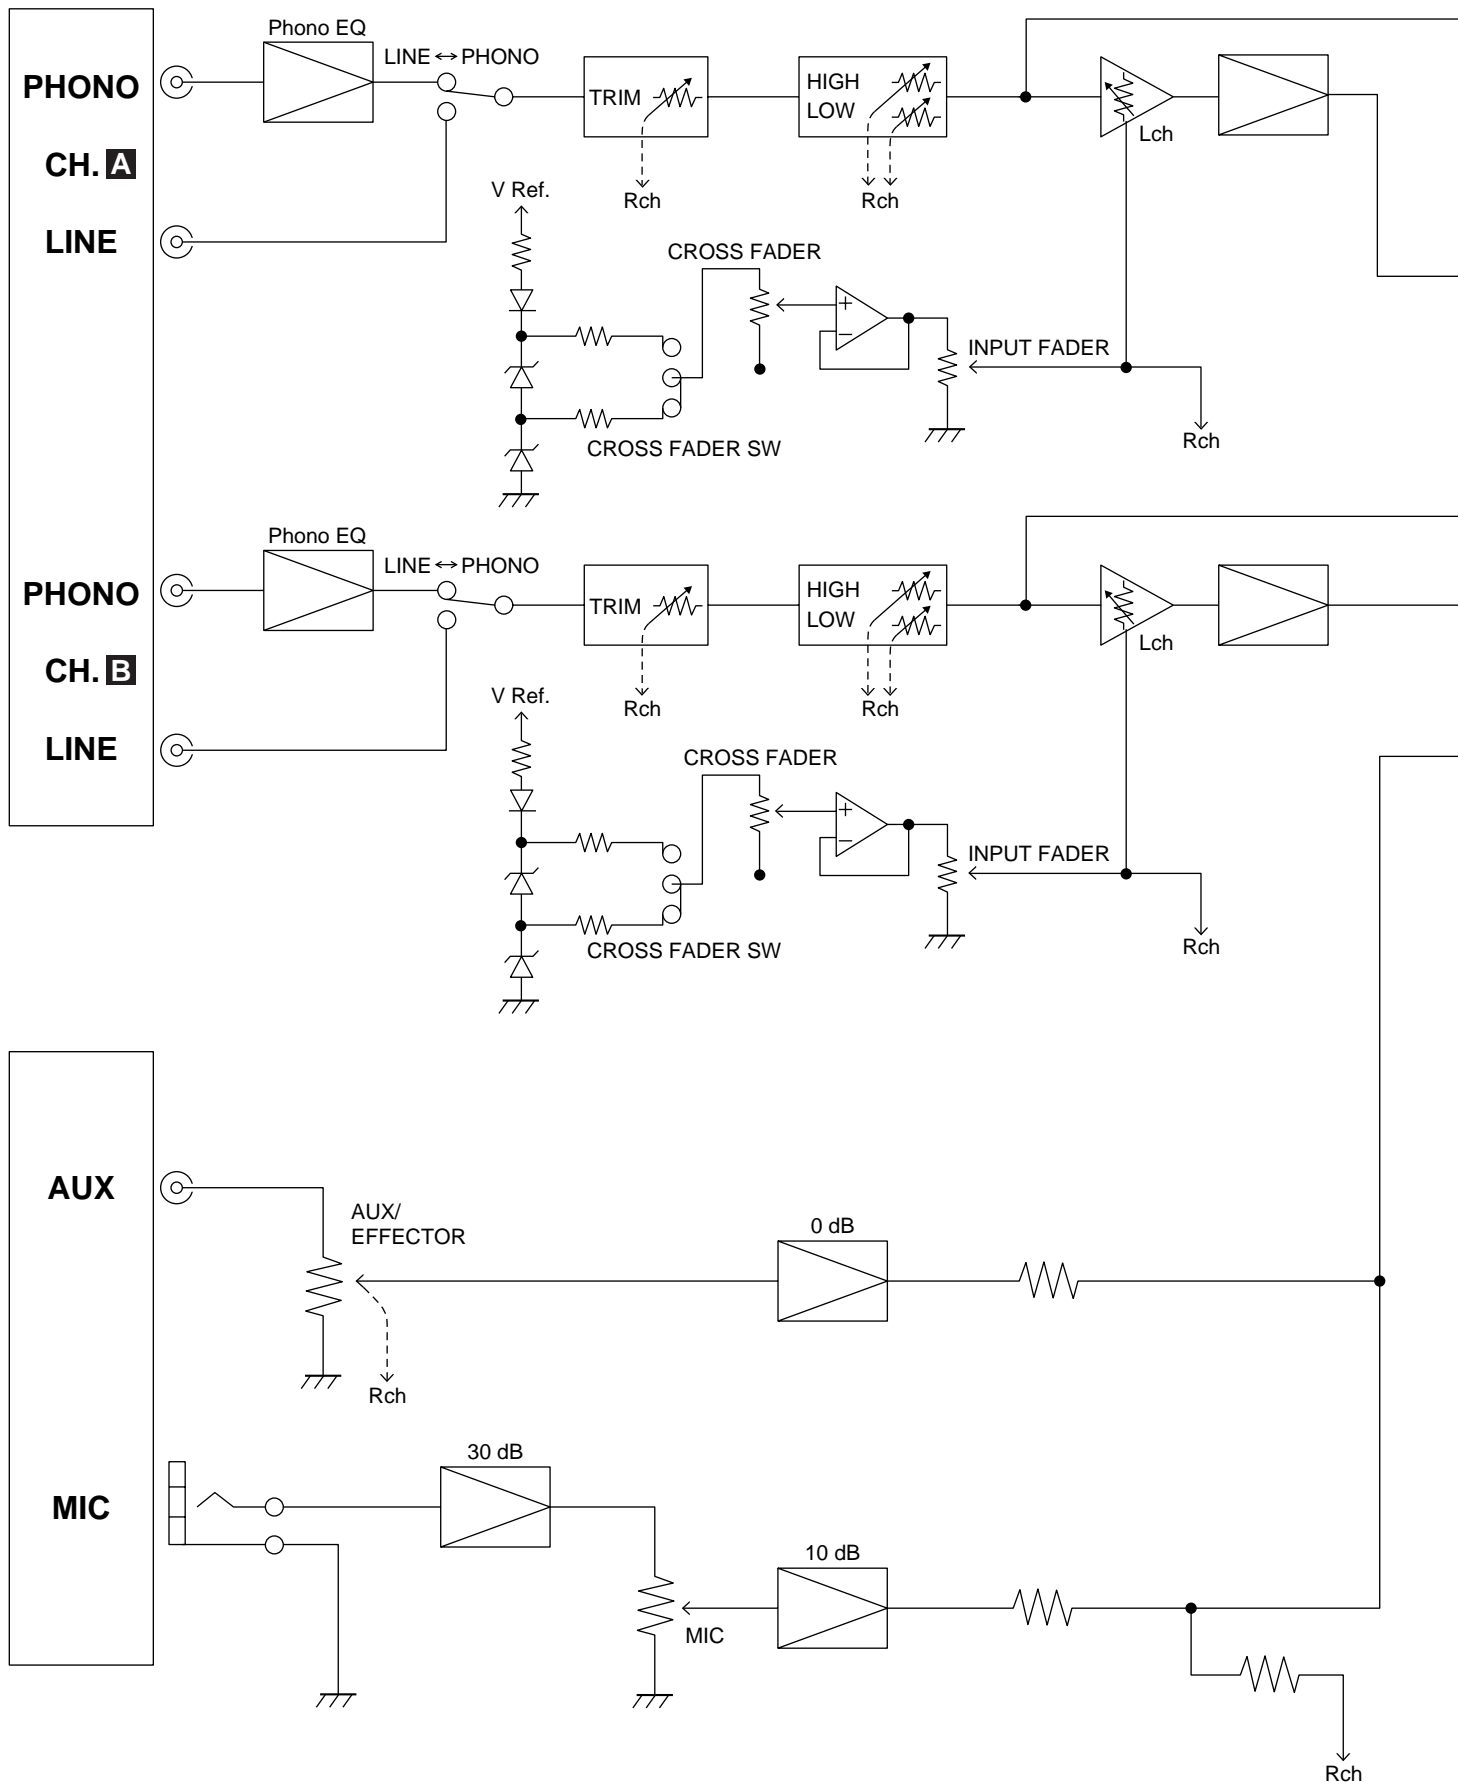 Phono EQ
LINE ↔ PHONO
PHONO
TRIM
HIGH
LOW
Lch
CH. A
V Ref.
Rch
Rch
LINE
CROSS FADER
+
−
INPUT FADER
Rch
CROSS FADER SW
Phono EQ
LINE ↔ PHONO
PHONO
TRIM
HIGH
LOW
Lch
CH. B
V Ref.
Rch
Rch
LINE
CROSS FADER
+
−
INPUT FADER
Rch
CROSS FADER SW
AUX
AUX/
EFFECTOR
0 dB
Rch
30 dB
MIC
10 dB
MIC
Rch